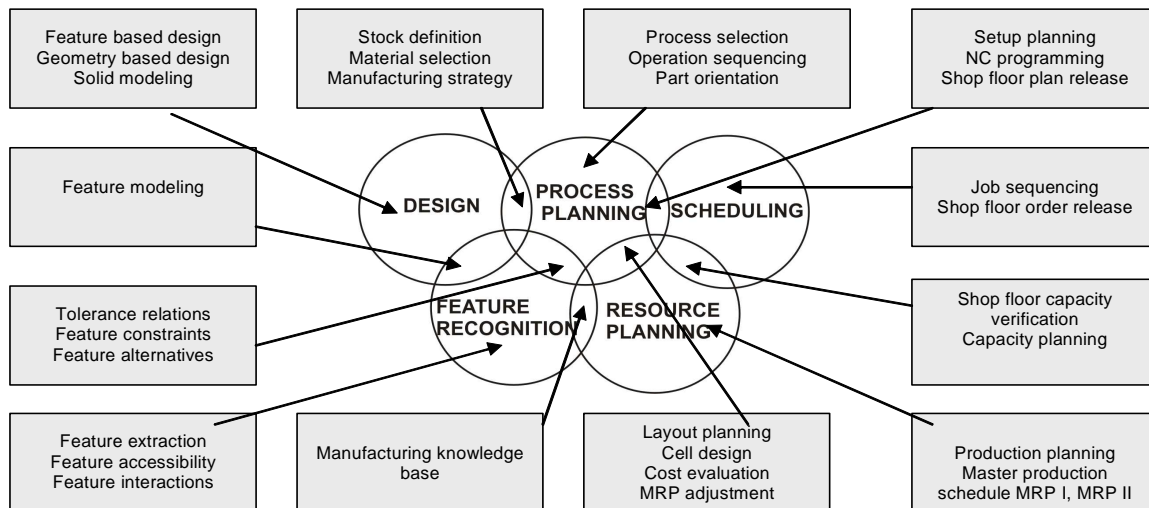 Feature based design
Geometry based design
Solid modeling
Stock definition
Material selection
Manufacturing strategy
Process selection
Operation sequencing
Part orientation
Setup planning
NC programming
Shop floor plan release
Feature modeling
DESIGN
PROCESS
PLANNING
SCHEDULING
Job sequencing
Shop floor order release
Tolerance relations
Feature constraints
Feature alternatives
FEATURE
RECOGNITION
RESOURCE
PLANNING
Shop floor capacity
verification
Capacity planning
Feature extraction
Feature accessibility
Feature interactions
Manufacturing knowledge
base
Layout planning
Cell design
Cost evaluation
MRP adjustment
Production planning
Master production
schedule MRP I, MRP II